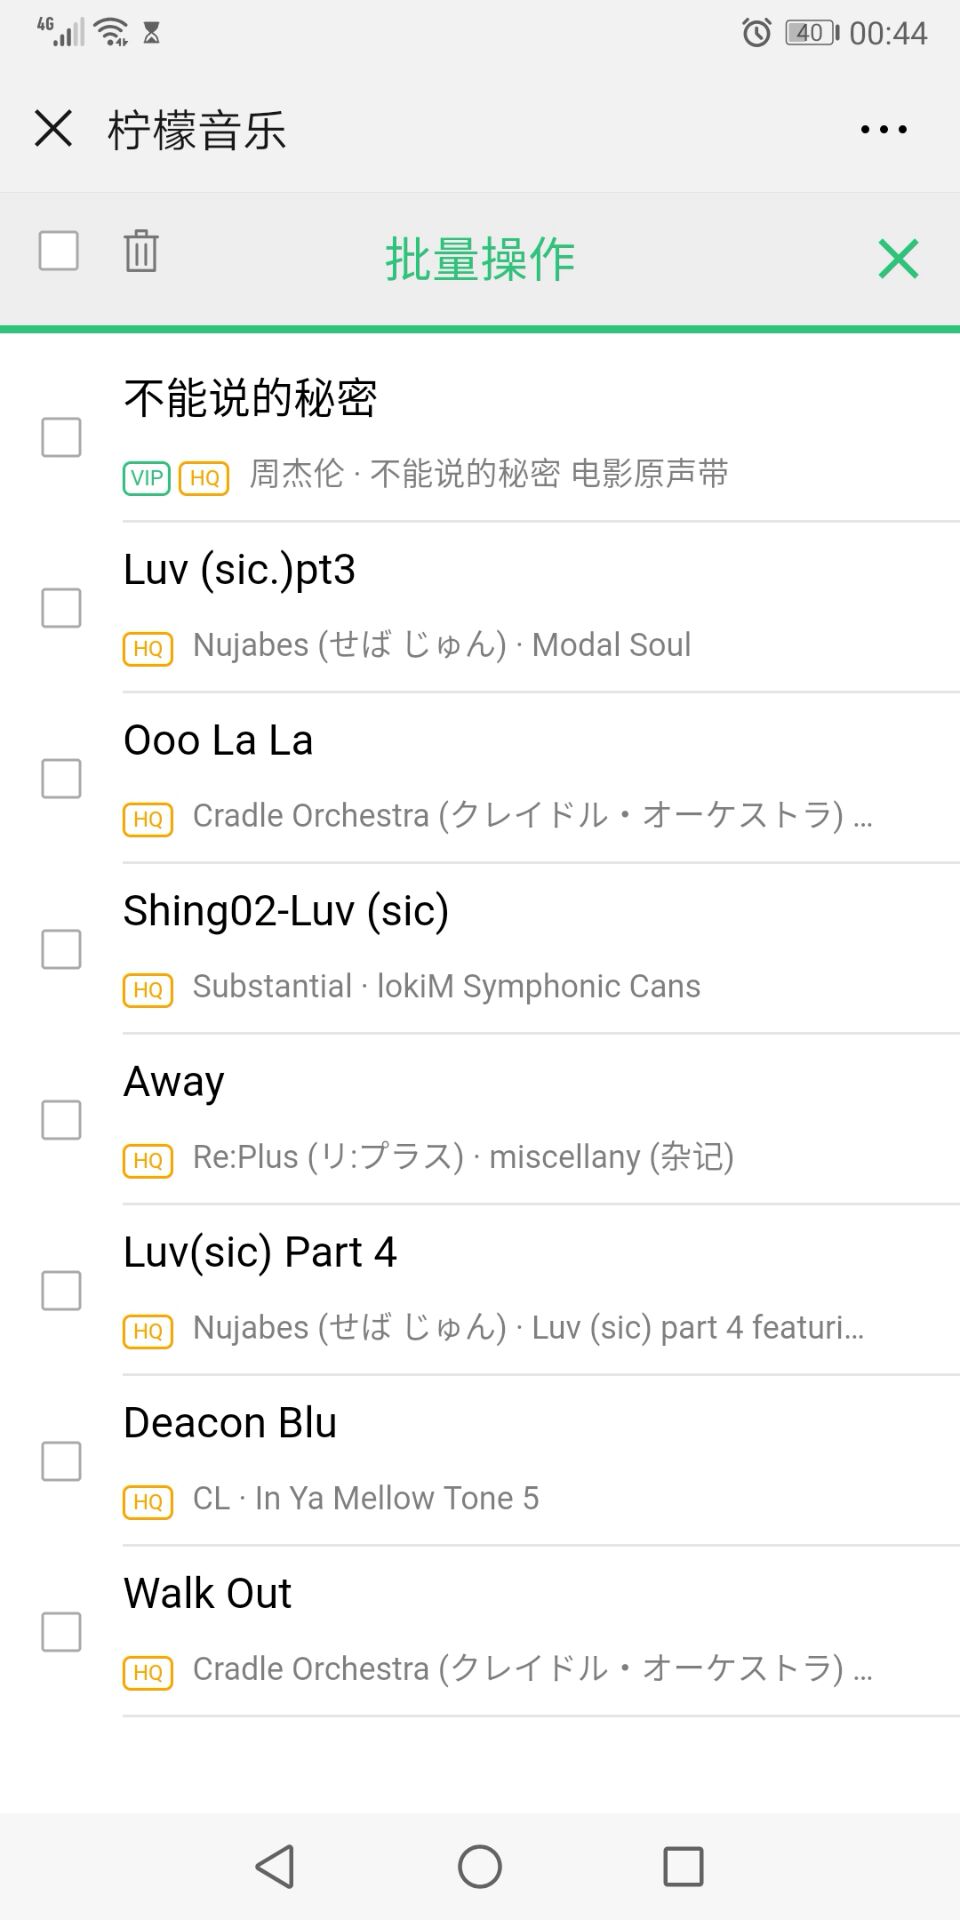 4G 40 00:44
柠檬音乐
批量操作
不能说的秘密
VIP HQ 周杰伦 · 不能说的秘密 电影原声带
Luv (sic.)pt3
HQ Nujabes (せば じゅん) · Modal Soul
Ooo La La
HQ Cradle Orchestra (クレイドル・オーケストラ) ...
Shing02-Luv (sic)
HQ Substantial · lokiM Symphonic Cans
Away
HQ Re:Plus (リ:プラス) · miscellany (杂记)
Luv(sic) Part 4
HQ Nujabes (せば じゅん) · Luv (sic) part 4 featuri...
Deacon Blu
HQ CL · In Ya Mellow Tone 5
Walk Out
HQ Cradle Orchestra (クレイドル・オーケストラ) ...